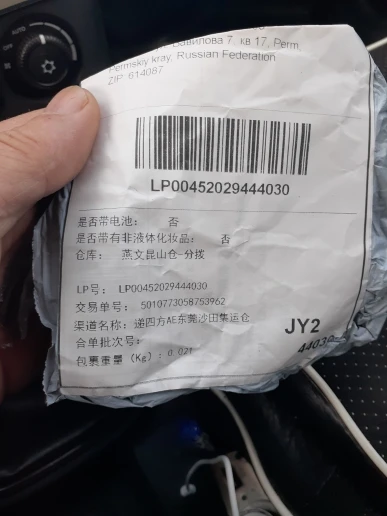 Вавилова 7, кв 17, Perm,
Permskiy kray, Russian Federation
ZIP: 614087
LP00452029444030
是否带电池: 否
是否带有非液体化妆品: 否
仓库: 燕文昆山仓-分拨
LP号: LP00452029444030
交易单号: 5010773058753962
渠道名称: 递四方AE东莞沙田集运仓
合单批次号:
包裹重量 (Kg): 0.021
JY2
AUTO
OFF